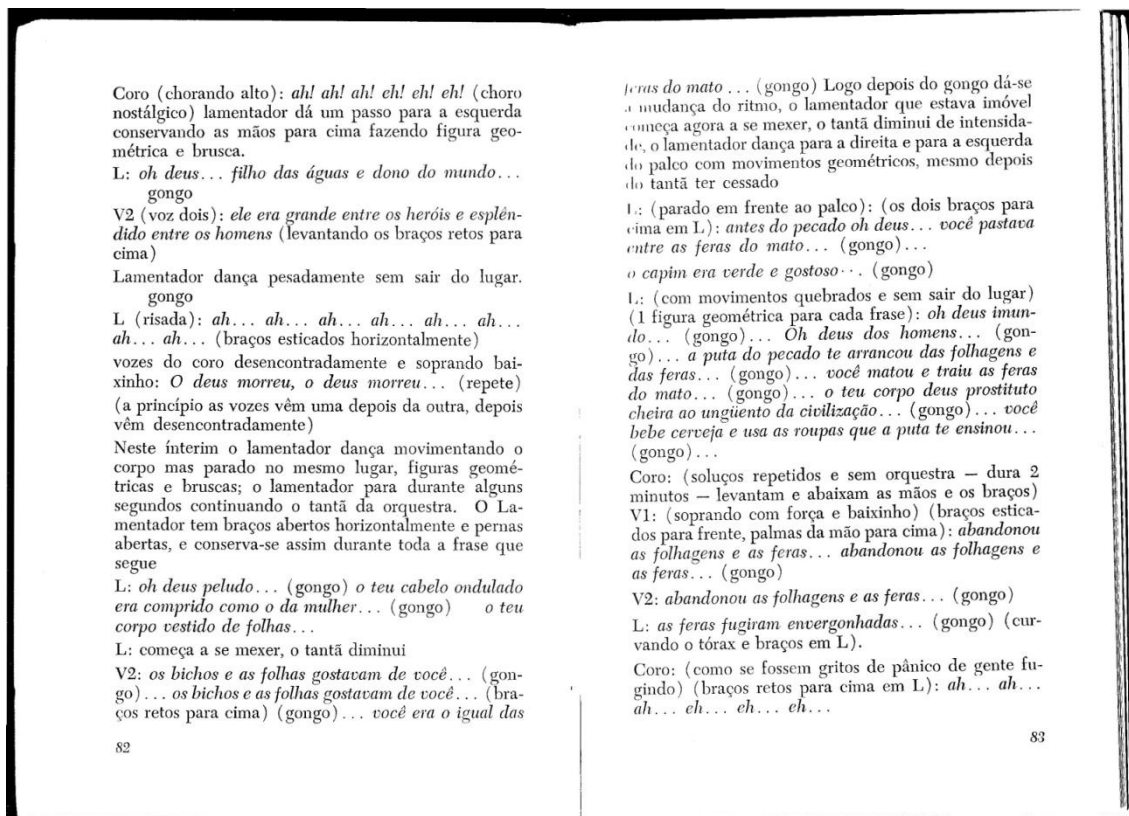 Coro (chorando alto): ah! ah! ah! eh! eh! eh! (choro
nostálgico) lamentador dá um passo para a esquerda
conservando as mãos para cima fazendo figura geo-
métrica e brusca.
L: oh deus... filho das águas e dono do mundo...
gongo
V2 (voz dois): ele era grande entre os heróis e esplên-
dido entre os homens (levantando os braços retos para
cima)
Lamentador dança pesadamente sem sair do lugar.
gongo
L (risada): ah... ah... ah... ah... ah... ah...
ah... ah... (braços esticados horizontalmente)
vozes do coro desencontradamente e soprando bai-
xinho: O deus morreu, o deus morreu... (repete)
(a princípio as vozes vêm uma depois da outra, depois
vêm desencontradamente)
Neste ínterim o lamentador dança movimentando o
corpo mas parado no mesmo lugar, figuras geomé-
tricas e bruscas; o lamentador para durante alguns
segundos continuando o tantã da orquestra. O La-
mentador tem braços abertos horizontalmente e pernas
abertas, e conserva-se assim durante toda a frase que
segue
L: oh deus peludo... (gongo) o teu cabelo ondulado
era comprido como o da mulher... (gongo) o teu
corpo vestido de folhas...
L: começa a se mexer, o tantã diminui
V2: os bichos e as folhas gostavam de você... (gon-
go)... os bichos e as folhas gostavam de você... (bra-
ços retos para cima) (gongo)... você era o igual das
82
feras do mato ... (gongo) Logo depois do gongo dá-se
a mudança do ritmo, o lamentador que estava imóvel
começa agora a se mexer, o tantã diminui de intensida-
de, o lamentador dança para a direita e para a esquerda
do palco com movimentos geométricos, mesmo depois
do tantã ter cessado
L: (parado em frente ao palco): (os dois braços para
cima em L): antes do pecado oh deus... você pastava
entre as feras do mato... (gongo)...
o capim era verde e gostoso... (gongo)
L: (com movimentos quebrados e sem sair do lugar)
(1 figura geométrica para cada frase): oh deus imun-
do... (gongo)... Oh deus dos homens... (gon-
go)... a puta do pecado te arrancou das folhagens e
das feras... (gongo)... você matou e traiu as feras
do mato... (gongo)... o teu corpo deus prostituto
cheira ao ungüento da civilização... (gongo)... você
bebe cerveja e usa as roupas que a puta te ensinou...
(gongo)...
Coro: (soluços repetidos e sem orquestra — dura 2
minutos — levantam e abaixam as mãos e os braços)
V1: (soprando com força e baixinho) (braços estica-
dos para frente, palmas da mão para cima): abandonou
as folhagens e as feras... abandonou as folhagens e
as feras... (gongo)
V2: abandonou as folhagens e as feras... (gongo)
L: as feras fugiram envergonhadas... (gongo) (cur-
vando o tórax e braços em L).
Coro: (como se fossem gritos de pânico de gente fu-
gindo) (braços retos para cima em L): ah... ah...
ah... eh... eh... eh...
83